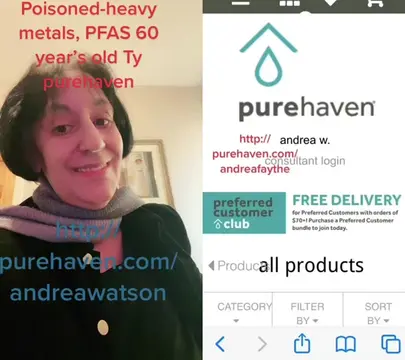 Poisoned-heavy
metals, PFAS 60
year's old Ty
purehaven
http://
purehaven.com/
andreawatson
purehaven
http://
andrea w.
purehaven.com/
consultant login
andreafaythe
preferred
customer
club
FREE DELIVERY
for Preferred Customers with orders of
$70+! Purchase a Preferred Customer
bundle to join today.
Produc
all products
CATEGORY
FILTER
BY
SORT
BY